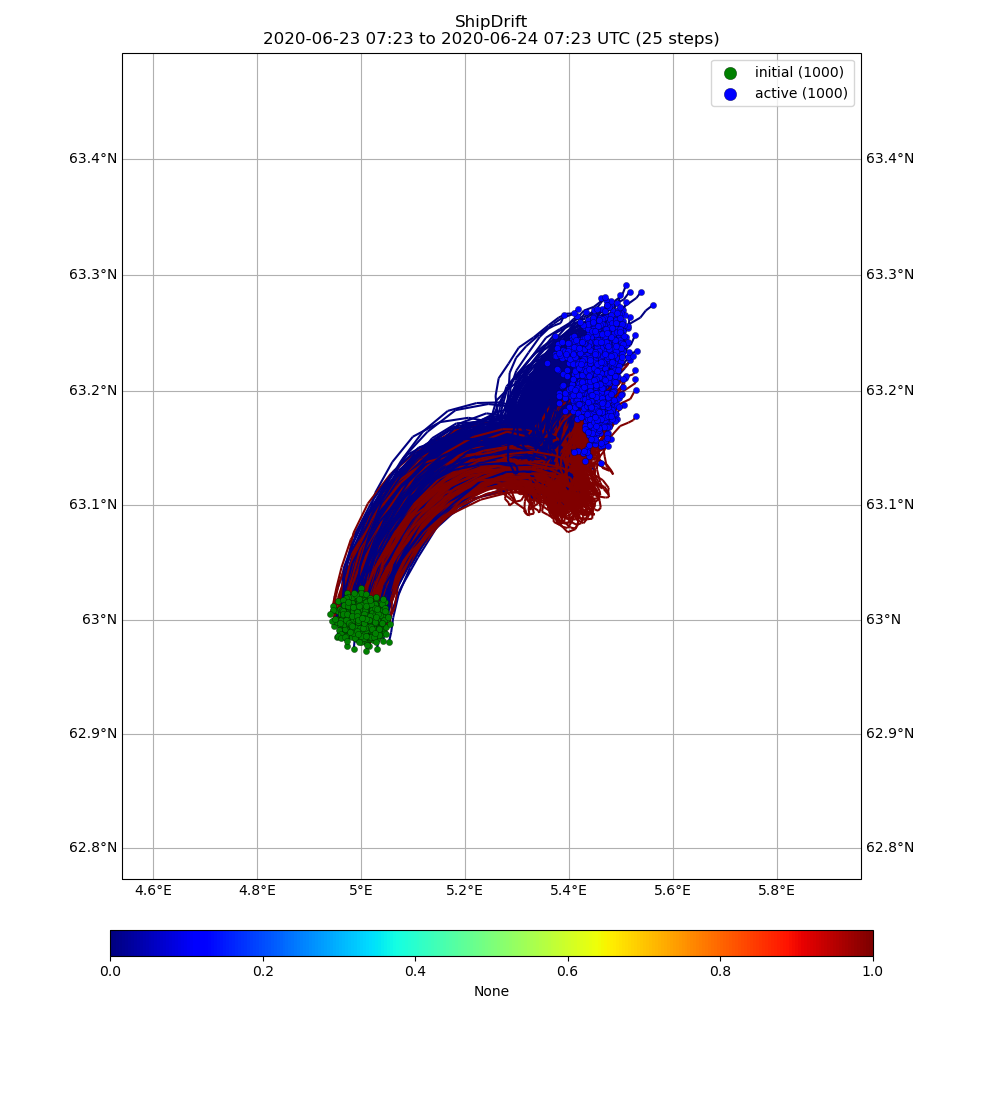 ShipDrift
2020-06-23 07:23 to 2020-06-24 07:23 UTC (25 steps)
initial (1000)
active (1000)
63.4°N 63.4°N
63.3°N 63.3°N
63.2°N 63.2°N
63.1°N 63.1°N
63°N 63°N
62.9°N 62.9°N
62.8°N 62.8°N
4.6°E 4.8°E 5°E 5.2°E 5.4°E 5.6°E 5.8°E
0.0 0.2 0.4 0.6 0.8 1.0
None